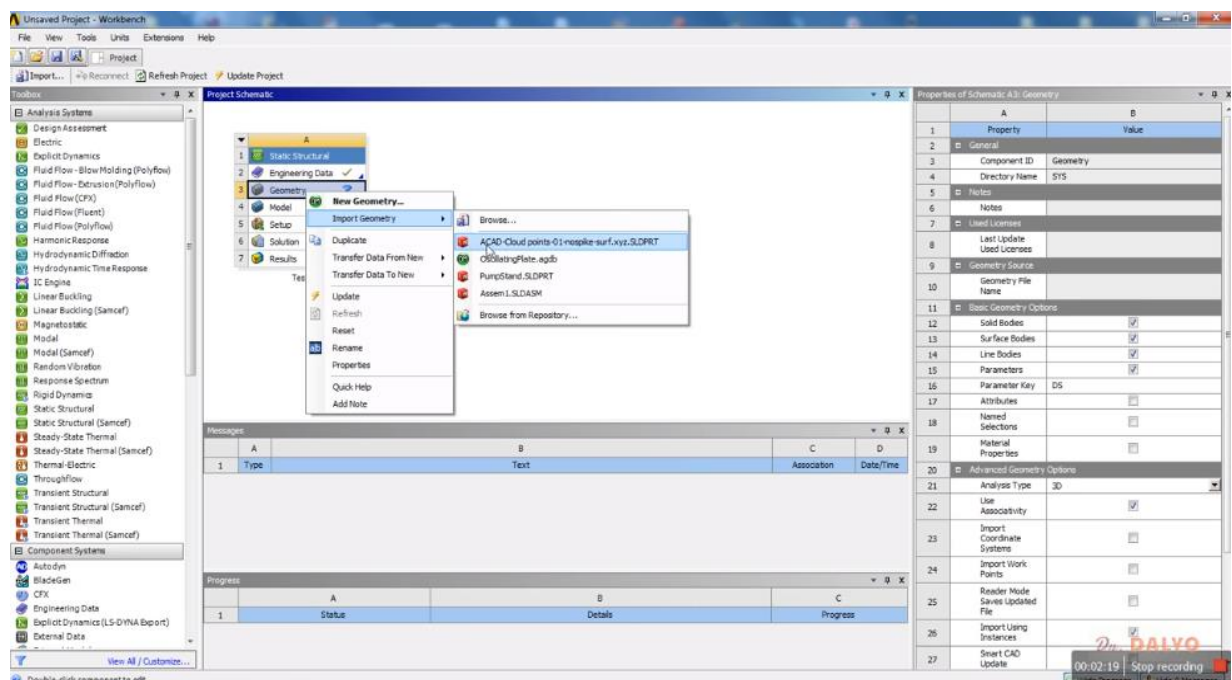 Unsaved Project - Workbench
File View Tools Units Extensions Help
Project
Import... Reconnect Refresh Project Update Project
Toolbox
Analysis Systems
Design Assessment
Electric
Explicit Dynamics
Fluid Flow - Blow Molding (Polyflow)
Fluid Flow - Extrusion (Polyflow)
Fluid Flow (CFX)
Fluid Flow (Fluent)
Fluid Flow (Polyflow)
Harmonic Response
Hydrodynamic Diffraction
Hydrodynamic Time Response
IC Engine
Linear Buckling
Linear Buckling (Samcef)
Magnetostatic
Modal
Modal (Samcef)
Random Vibration
Response Spectrum
Rigid Dynamics
Static Structural
Static Structural (Samcef)
Steady-State Thermal
Steady-State Thermal (Samcef)
Thermal-Electric
Throughflow
Transient Structural
Transient Structural (Samcef)
Transient Thermal
Transient Thermal (Samcef)
Component Systems
Autodyn
BladeGen
CFX
Engineering Data
Explicit Dynamics (LS-DYNA Export)
External Data
View All / Customize...
Project Schematic
A
1 Static Structural
2 Engineering Data
3 Geometry
4 Model
5 Setup
6 Solution
7 Results
Tes
New Geometry...
Import Geometry
Duplicate
Transfer Data From New
Transfer Data To New
Update
Refresh
Reset
ab Rename
Properties
Quick Help
Add Note
Browse...
ACAD-Cloud points-01-nospike-surf.xyz.SLDPRT
OscillatingPlate.agdb
PumpStand.SLDPRT
Assem1.SLDASM
Browse from Repository...
Messages
A B C D
1 Type Text Association Date/Time
Progress
A B C
1 Status Details Progress
Properties of Schematic A3: Geometry
A B
1 Property Value
2 General
3 Component ID Geometry
4 Directory Name SYS
5 Notes
6 Notes
7 Used Licenses
8 Last Update
Used Licenses
9 Geometry Source
10 Geometry File
Name
11 Basic Geometry Options
12 Solid Bodies
13 Surface Bodies
14 Line Bodies
15 Parameters
16 Parameter Key DS
17 Attributes
18 Named
Selections
19 Material
Properties
20 Advanced Geometry Options
21 Analysis Type 3D
22 Use
Associativity
23 Import
Coordinate
Systems
24 Import Work
Points
25 Reader Mode
Saves Updated
File
26 Import Using
Instances
27 Smart CAD
Update
Dr. DALYO
00:02:19 Stop recording